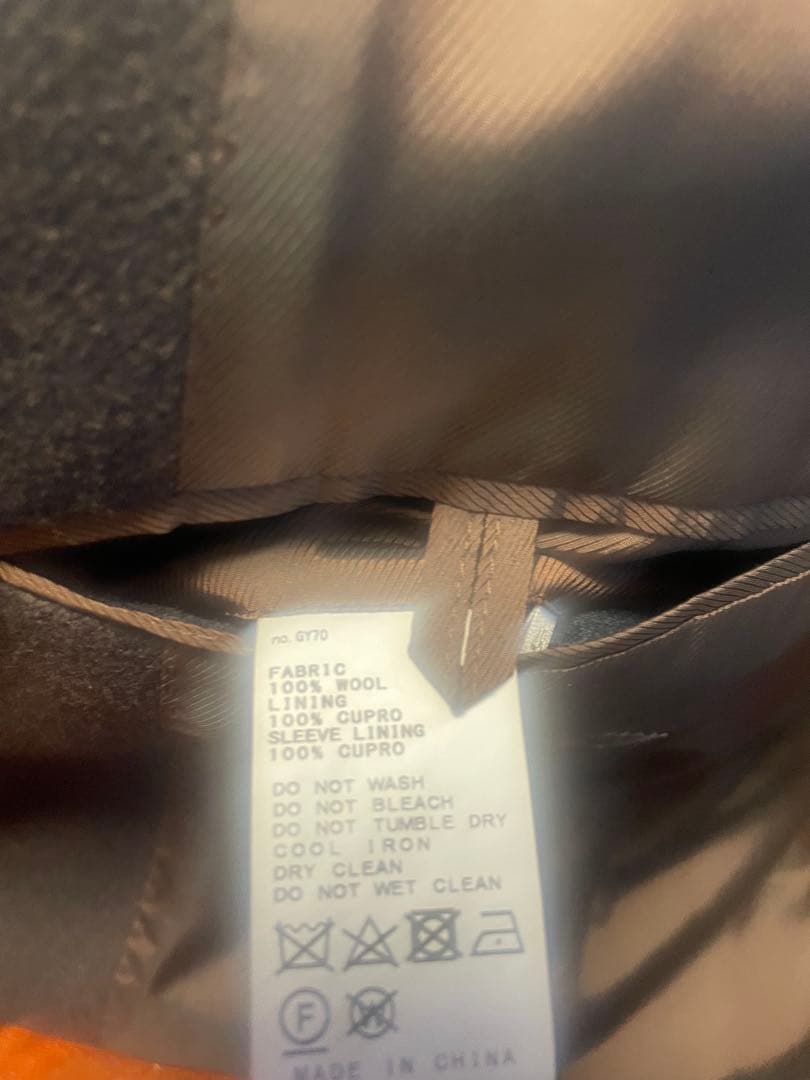 no. GY70
FABRIC
100% WOOL
LINING
100% CUPRO
SLEEVE LINING
100% CUPRO
DO NOT WASH
DO NOT BLEACH
DO NOT TUMBLE DRY
COOL IRON
DRY CLEAN
DO NOT WET CLEAN
F W
MADE IN CHINA